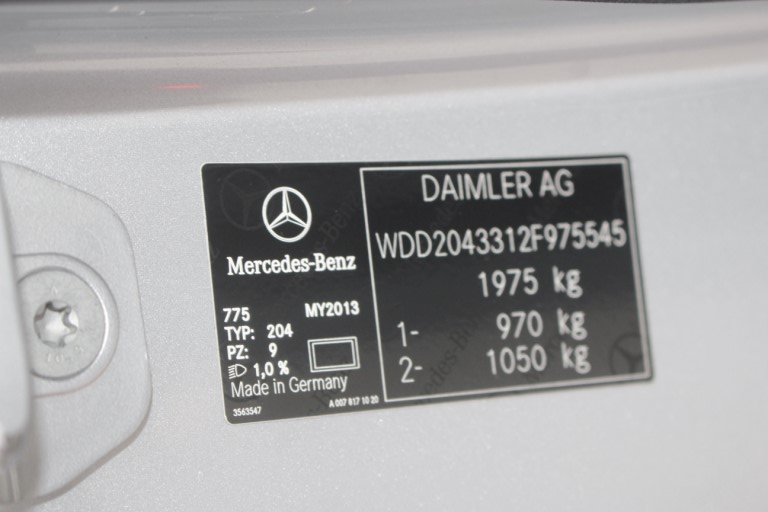 Mercedes-Benz
775 MY2013
TYP: 204
PZ: 9
1,0 %
Made in Germany
3563547 A 007 817 10 20
DAIMLER AG
WDD2043312F975545
1975 kg
1- 970 kg
2- 1050 kg